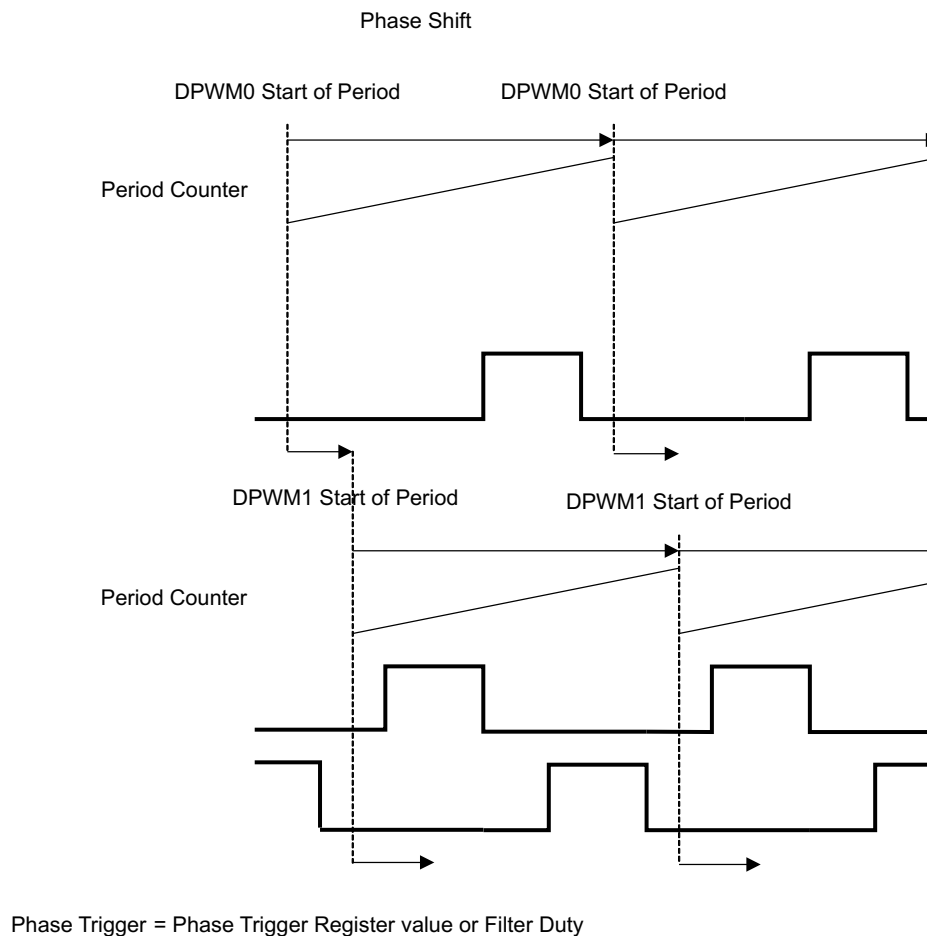 Phase Shift
DPWM0 Start of Period
DPWM0 Start of Period
Period Counter
DPWM1 Start of Period
DPWM1 Start of Period
Period Counter
Phase Trigger = Phase Trigger Register value or Filter Duty